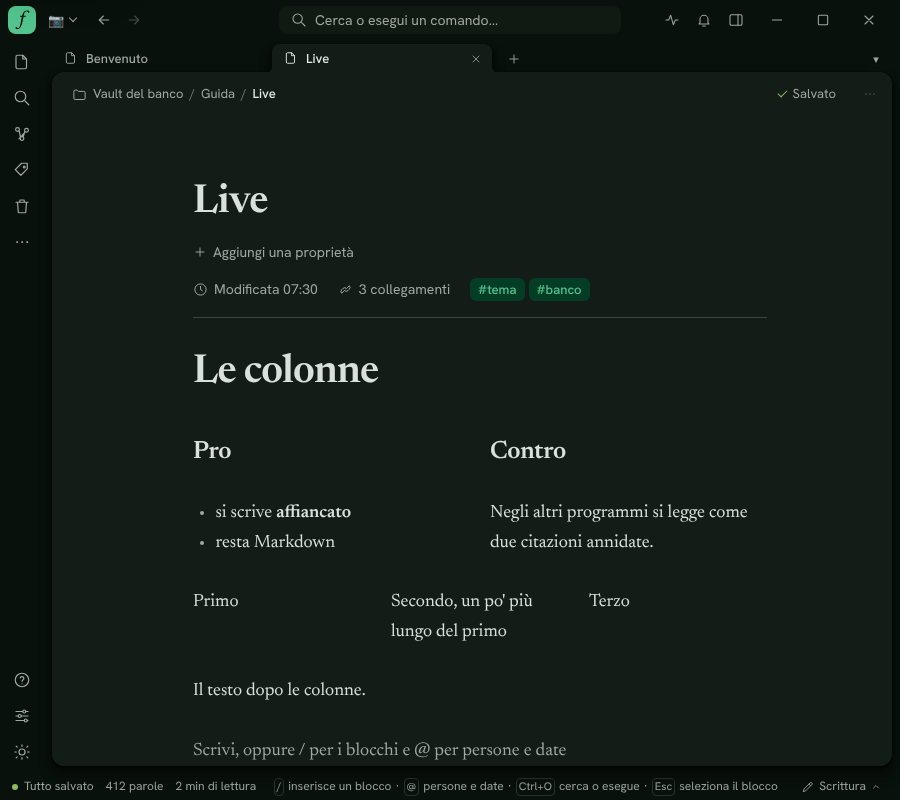 f
Cerca o esegui un comando...
Benvenuto
Live
Vault del banco / Guida / Live
Salvato
Live
Aggiungi una proprietà
Modificata 07:30 3 collegamenti #tema #banco
Le colonne
Pro
Contro
si scrive affiancato
resta Markdown
Negli altri programmi si legge come
due citazioni annidate.
Primo
Secondo, un po' più
lungo del primo
Terzo
Il testo dopo le colonne.
Scrivi, oppure / per i blocchi e @ per persone e date
Tutto salvato 412 parole 2 min di lettura / inserisce un blocco · @ persone e date · Ctrl+O cerca o esegue · Esc seleziona il blocco Scrittura